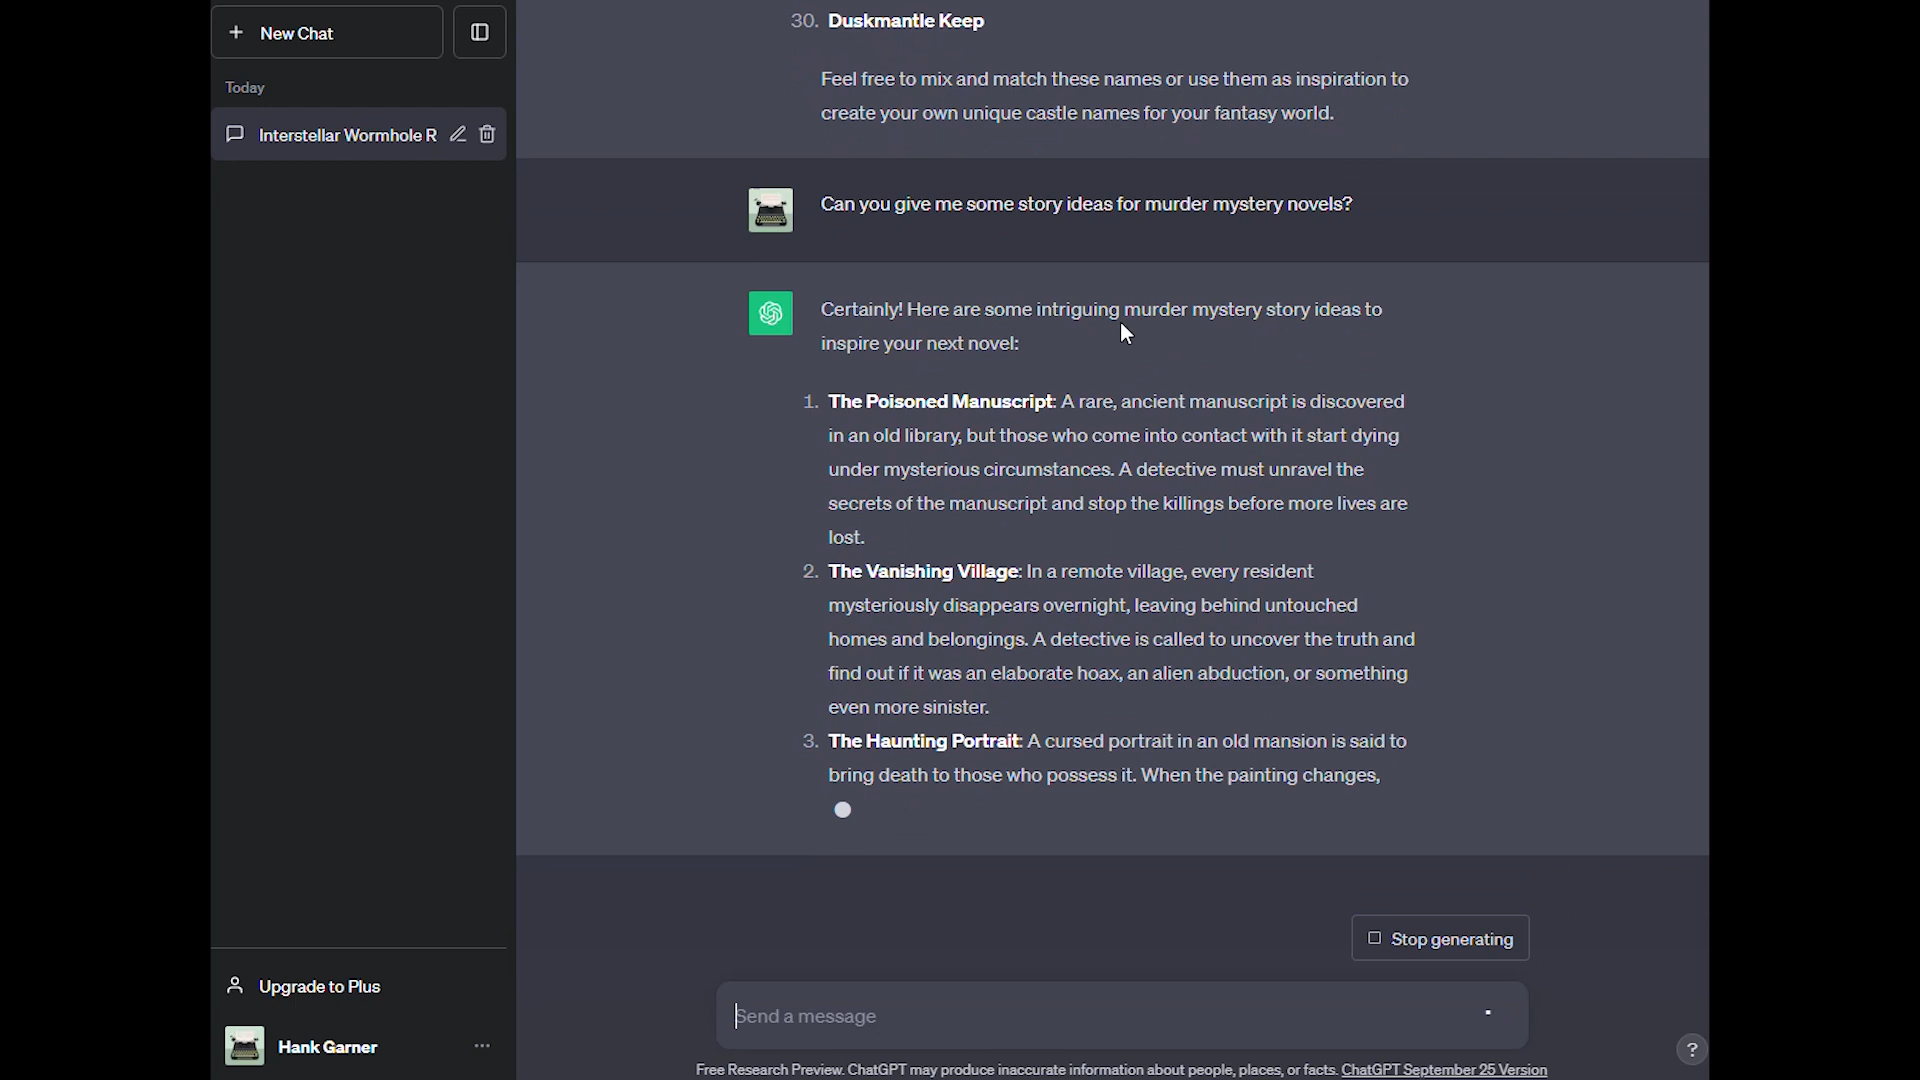 New Chat
Today
Interstellar Wormhole R
Upgrade to Plus
Hank Garner
30. Duskmantle Keep
Feel free to mix and match these names or use them as inspiration to
create your own unique castle names for your fantasy world.
Can you give me some story ideas for murder mystery novels?
Certainly! Here are some intriguing murder mystery story ideas to
inspire your next novel:
1. The Poisoned Manuscript: A rare, ancient manuscript is discovered
in an old library, but those who come into contact with it start dying
under mysterious circumstances. A detective must unravel the
secrets of the manuscript and stop the killings before more lives are
lost.
2. The Vanishing Village: In a remote village, every resident
mysteriously disappears overnight, leaving behind untouched
homes and belongings. A detective is called to uncover the truth and
find out if it was an elaborate hoax, an alien abduction, or something
even more sinister.
3. The Haunting Portrait: A cursed portrait in an old mansion is said to
bring death to those who possess it. When the painting changes,
Stop generating
Send a message
?
Free Research Preview. ChatGPT may produce inaccurate information about people, places, or facts. ChatGPT September 25 Version